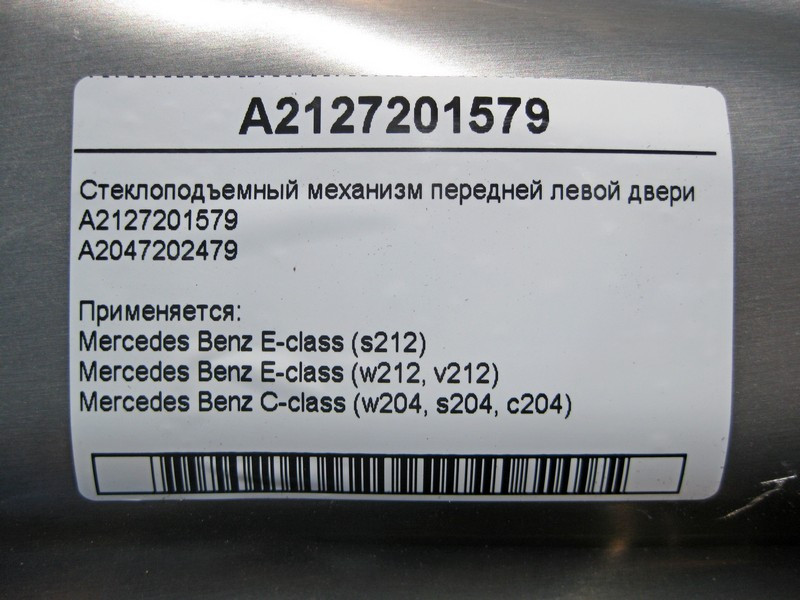 A2127201579
Стеклоподъемный механизм передней левой двери
A2127201579
A2047202479
Применяется:
Mercedes Benz E-class (s212)
Mercedes Benz E-class (w212, v212)
Mercedes Benz C-class (w204, s204, c204)